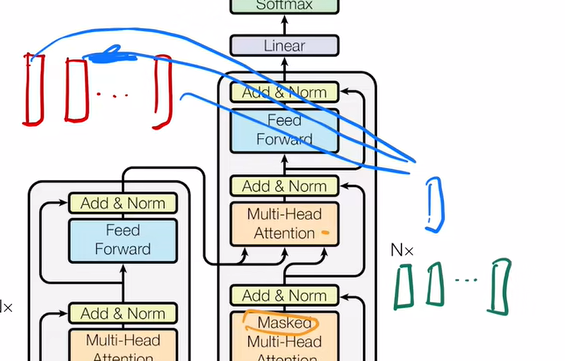 Softmax
Linear
Add & Norm
Feed
Forward
Add & Norm
Multi-Head
Attention
Add & Norm
Feed
Forward
Nx
Add & Norm
Masked
Multi-Head
Attention
Nx
Add & Norm
Multi-Head
Attention